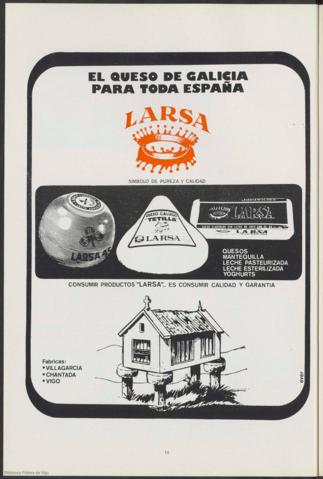 EL QUESO DE GALICIA
PARA TODA ESPAÑA
LARSA
SIMBOLO DE PUREZA Y CALIDAD
LARSA
QUESO GALLEGO
TETILLA
LARSA
LARSA
LARSA
QUESOS
MANTEQUILLA
LECHE PASTEURIZADA
LECHE ESTERILIZADA
YOGHURTS
CONSUMIR PRODUCTOS "LARSA", ES CONSUMIR CALIDAD Y GARANTIA
Fabricas:
• VILLAGARCIA
• CHANTADA
• VIGO
Biblioteca Pública de Vigo